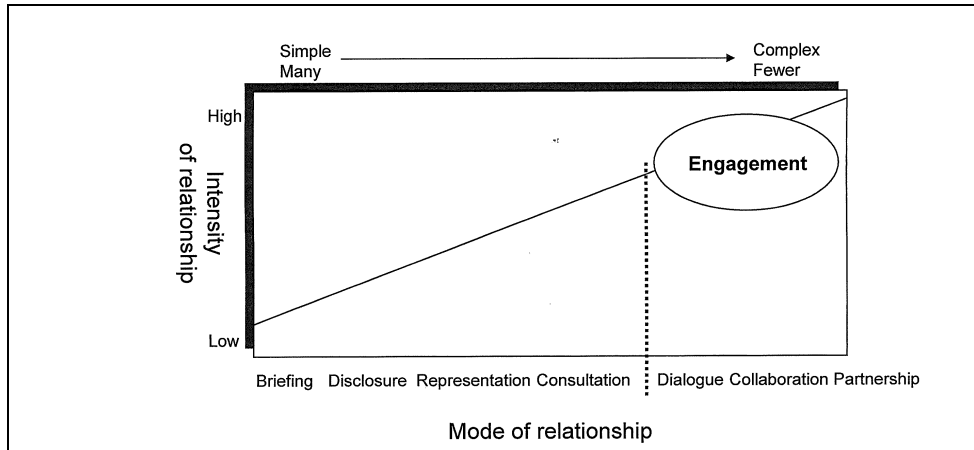 Simple
Many
Complex
Fewer
High
Intensity
of relationship
Engagement
Low
Briefing Disclosure Representation Consultation Dialogue Collaboration Partnership
Mode of relationship